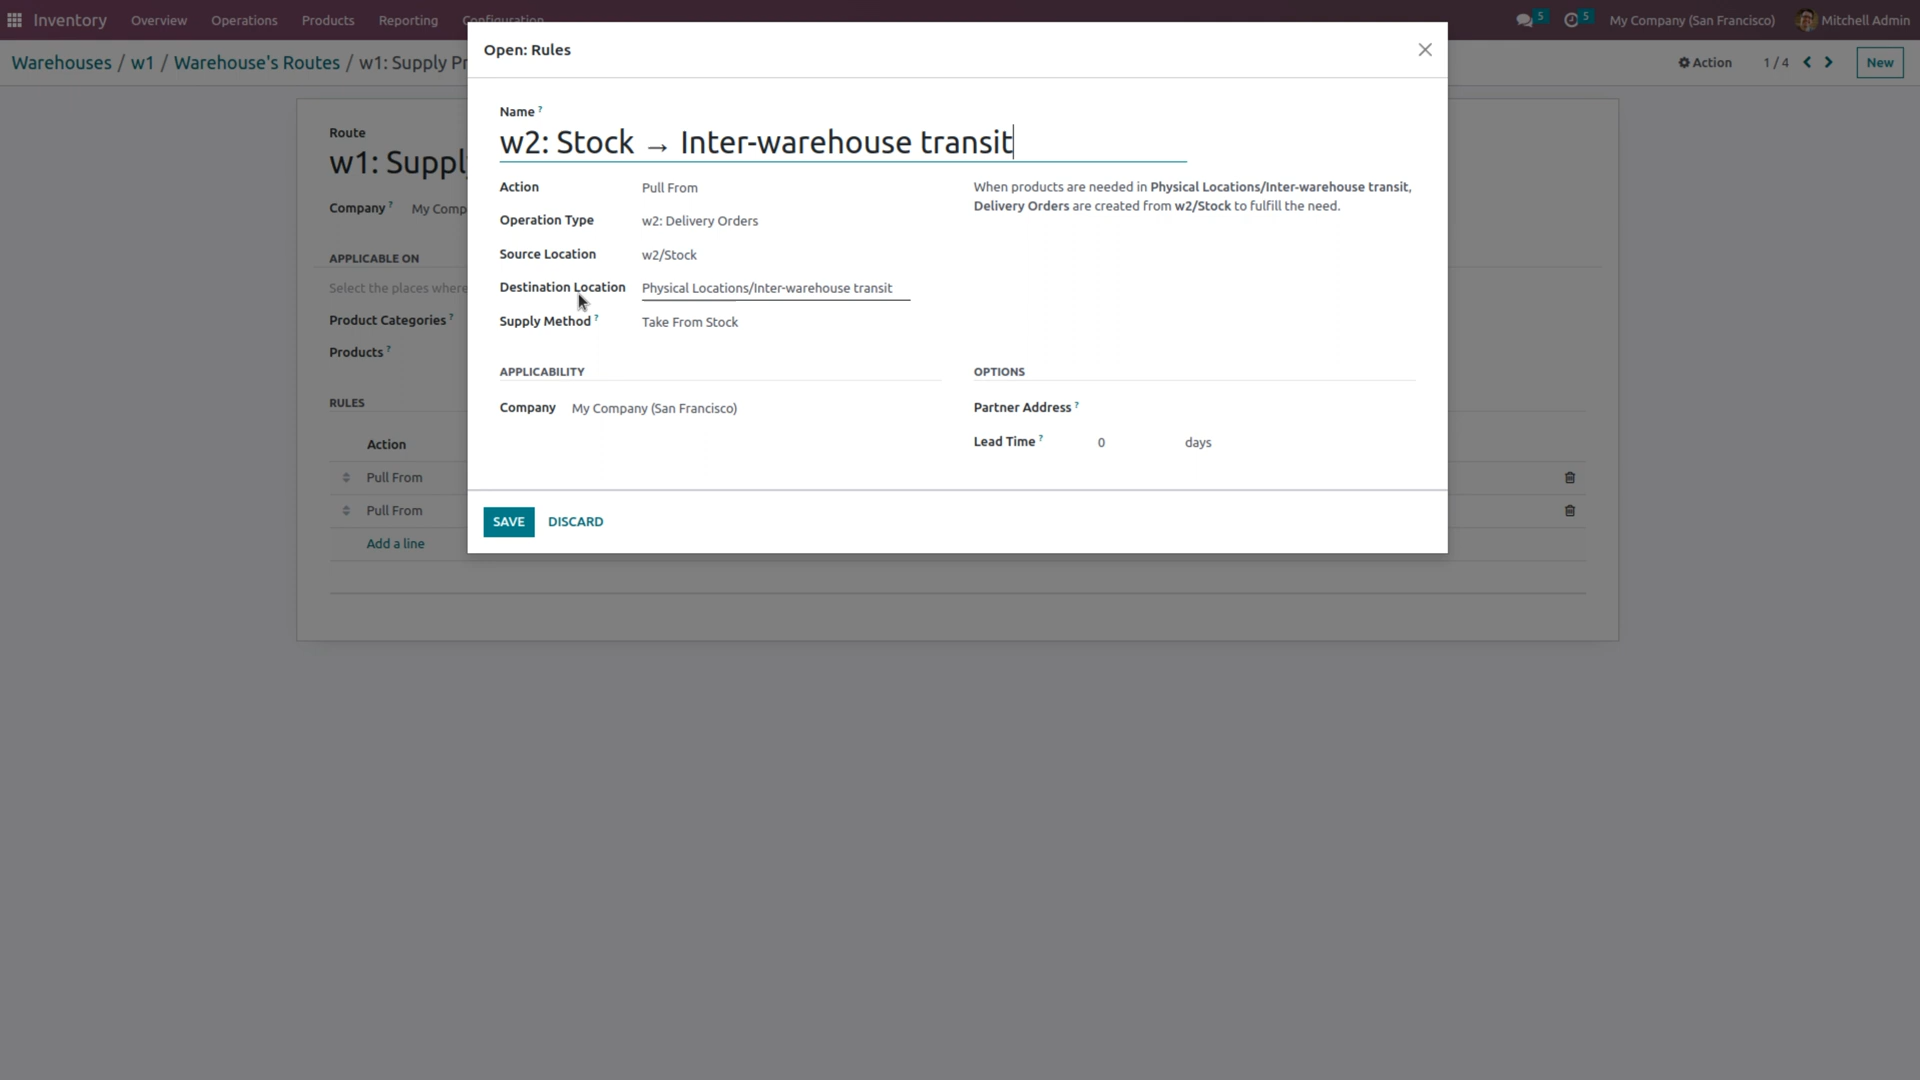 Inventory Overview Operations Products Reporting Configuration 5 5 My Company (San Francisco) Mitchell Admin
Warehouses / w1 / Warehouse's Routes / w1: Supply Pr
Action 1 / 4 New
Open: Rules
Name ?
w2: Stock → Inter-warehouse transit
Action Pull From
Operation Type w2: Delivery Orders
Source Location w2/Stock
Destination Location Physical Locations/Inter-warehouse transit
Supply Method ? Take From Stock
When products are needed in Physical Locations/Inter-warehouse transit,
Delivery Orders are created from w2/Stock to fulfill the need.
APPLICABILITY
Company My Company (San Francisco)
OPTIONS
Partner Address ?
Lead Time ? 0 days
SAVE DISCARD
Route
w1: Suppl
Company ? My Comp
APPLICABLE ON
Select the places where
Product Categories ?
Products ?
RULES
Action
Pull From
Pull From
Add a line